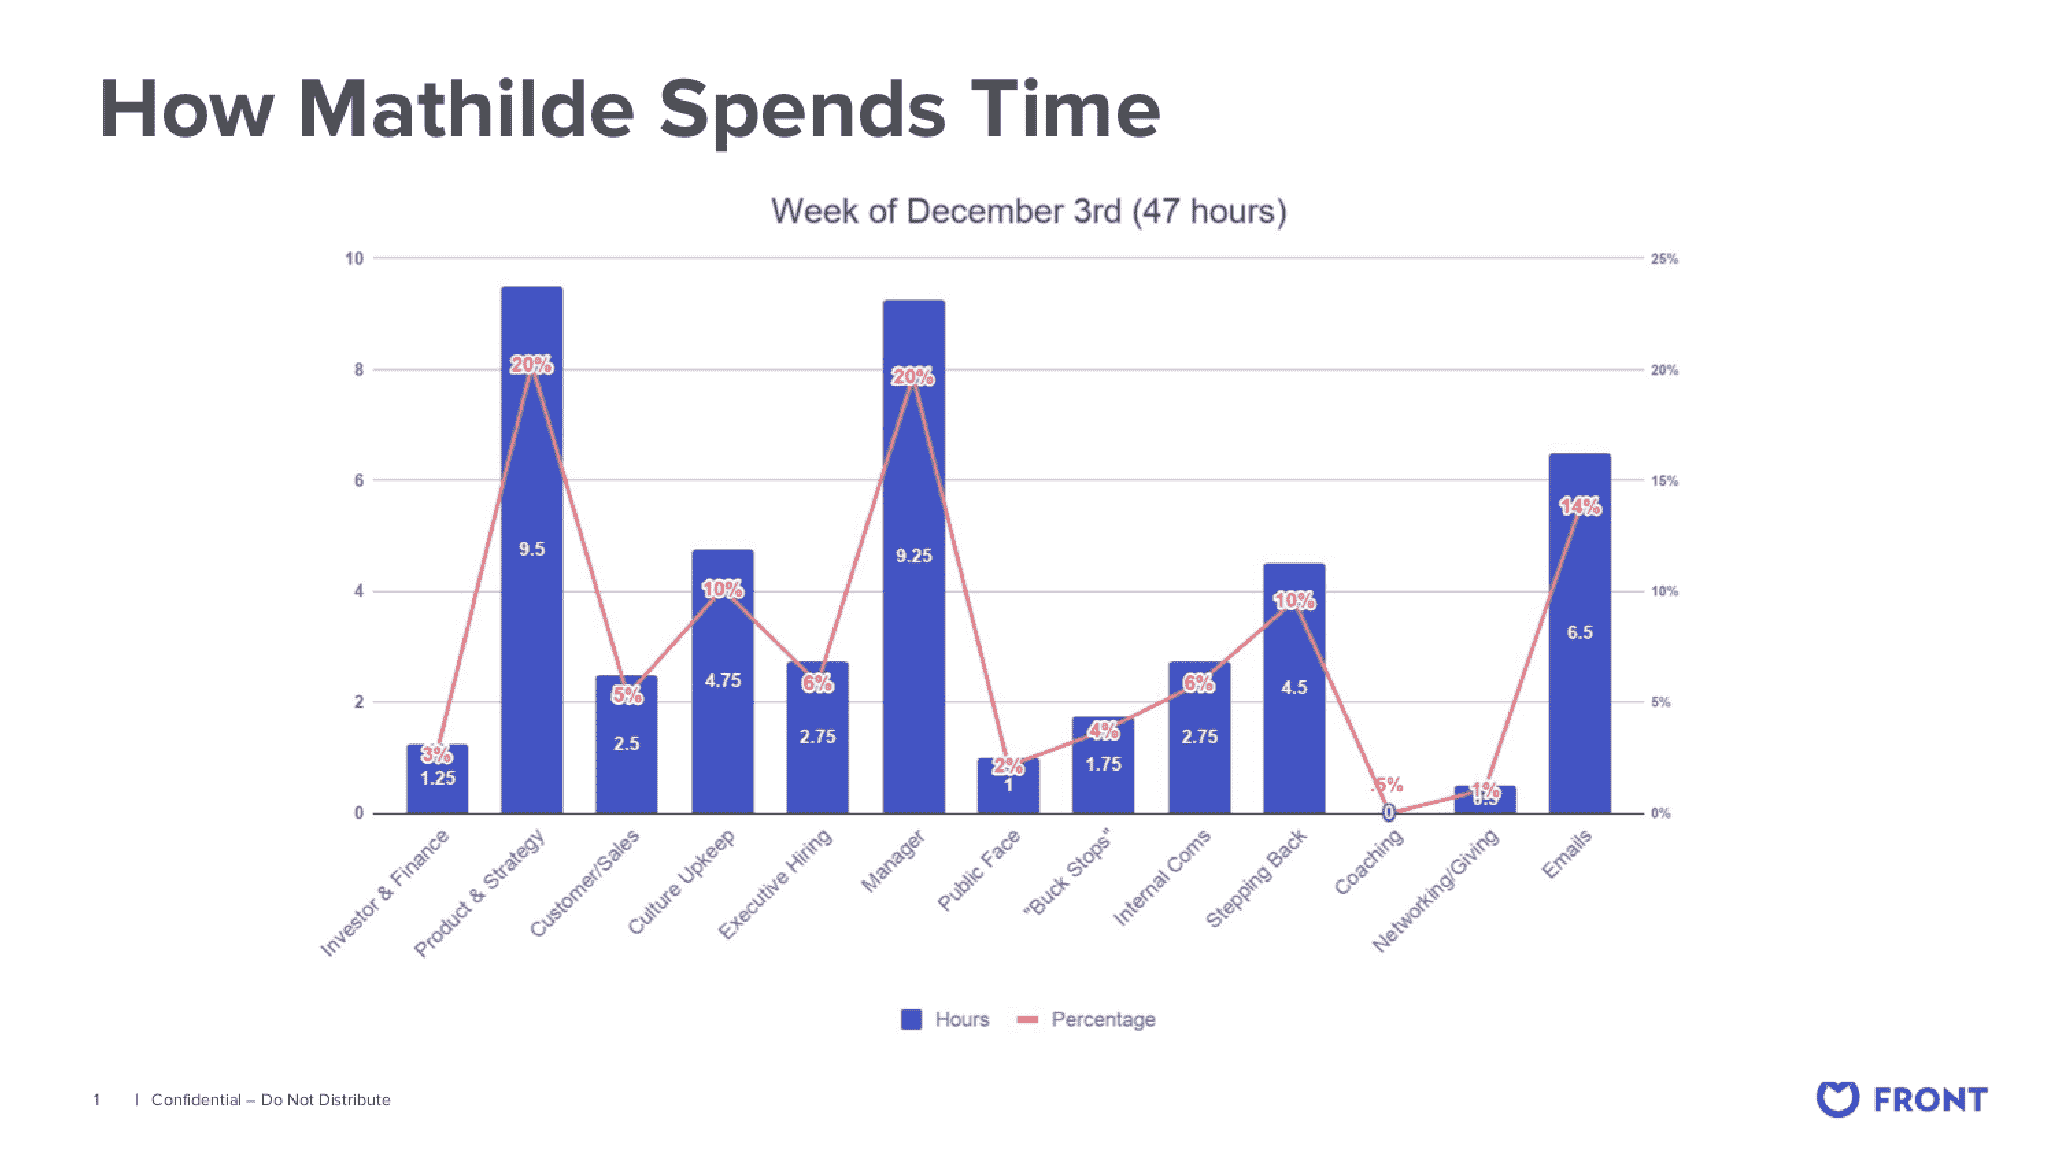 How Mathilde Spends Time
Week of December 3rd (47 hours)
10
8
6
4
2
0
25%
20%
15%
10%
5%
0%
3%
1.25
20%
9.5
5%
2.5
10%
4.75
6%
2.75
20%
9.25
2%
1
4%
1.75
6%
2.75
10%
4.5
.5%
0
1%
0.5
14%
6.5
Investor & Finance
Product & Strategy
Customer/Sales
Culture Upkeep
Executive Hiring
Manager
Public Face
"Buck Stops"
Internal Coms
Stepping Back
Coaching
Networking/Giving
Emails
Hours
Percentage
1 | Confidential – Do Not Distribute
FRONT